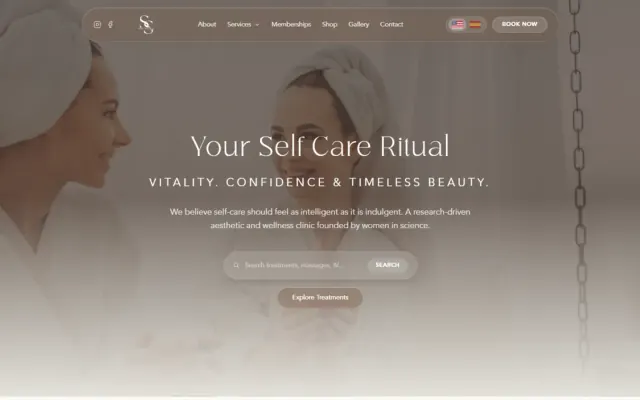 SS
About Services Memberships Shop Gallery Contact
BOOK NOW
Your Self Care Ritual
VITALITY. CONFIDENCE & TIMELESS BEAUTY.
We believe self-care should feel as intelligent as it is indulgent. A research-driven
aesthetic and wellness clinic founded by women in science.
Search treatments, massages, IV...
SEARCH
Explore Treatments